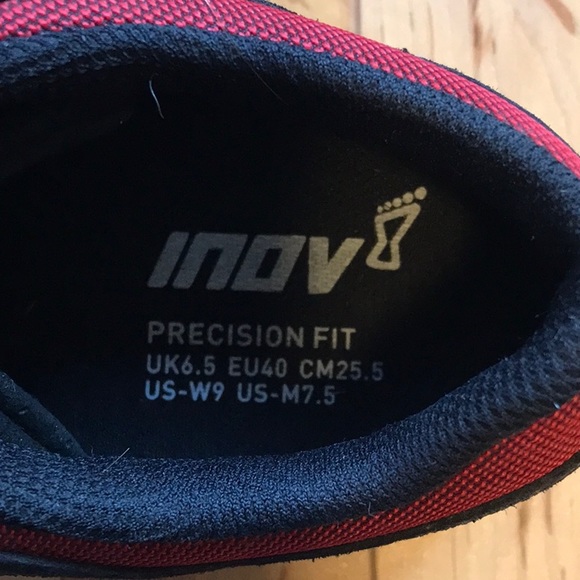 INOV8
PRECISION FIT
UK6.5 EU40 CM25.5
US-W9 US-M7.5